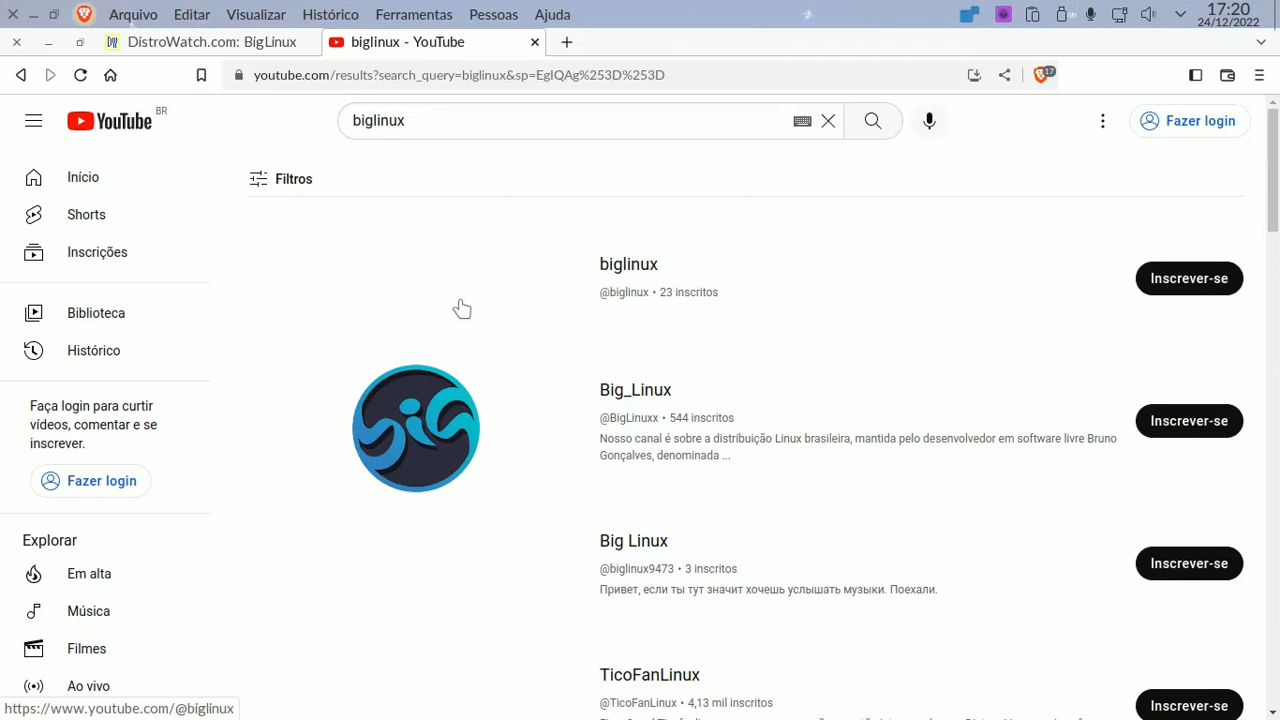 Arquivo Editar Visualizar Histórico Ferramentas Pessoas Ajuda
17:20
24/12/2022
DistroWatch.com: BigLinux
biglinux - YouTube
youtube.com/results?search_query=biglinux&sp=EgIQAg%253D%253D
17
YouTube BR
biglinux
Fazer login
Início
Shorts
Inscrições
Biblioteca
Histórico
Faça login para curtir
vídeos, comentar e se
inscrever.
Fazer login
Explorar
Em alta
Música
Filmes
Ao vivo
Filtros
biglinux
@biglinux • 23 inscritos
Inscrever-se
big
Big_Linux
@BigLinuxx • 544 inscritos
Nosso canal é sobre a distribuição Linux brasileira, mantida pelo desenvolvedor em software livre Bruno
Gonçalves, denominada ...
Inscrever-se
Big Linux
@biglinux9473 • 3 inscritos
Привет, если ты тут значит хочешь услышать музыки. Поехали.
Inscrever-se
TicoFanLinux
@TicoFanLinux • 4,13 mil inscritos
Inscrever-se
https://www.youtube.com/@biglinux